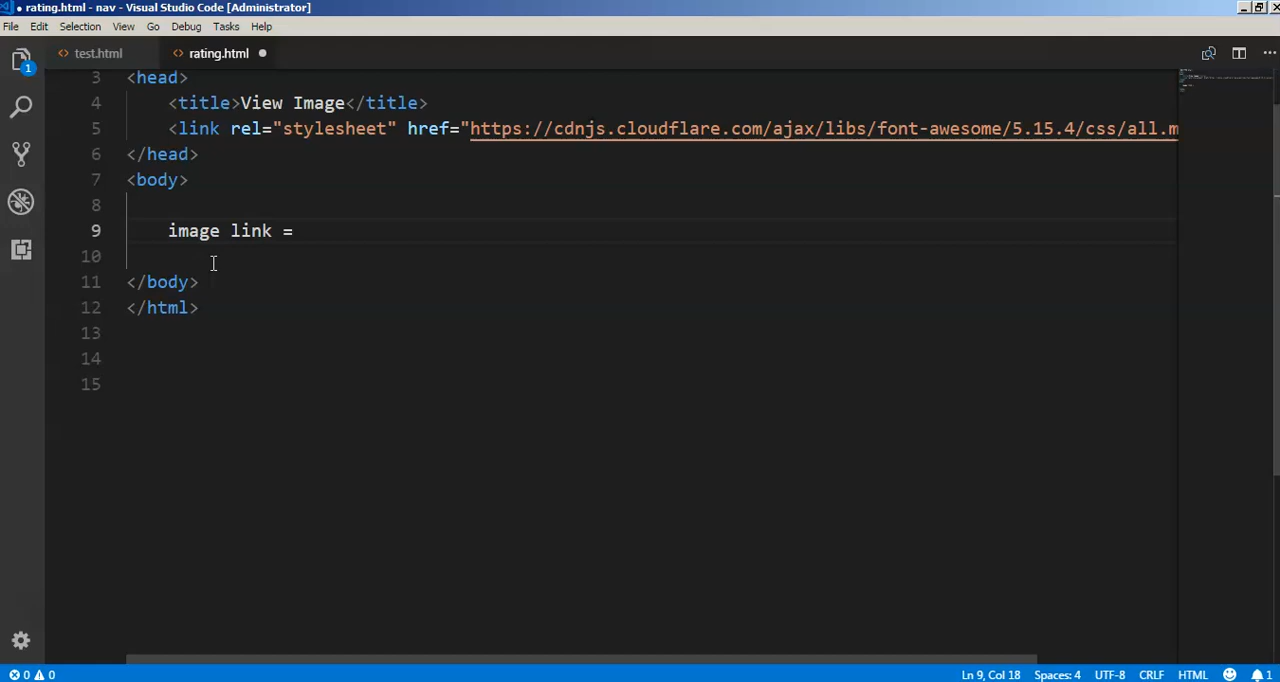 ● rating.html - nav - Visual Studio Code [Administrator]
File Edit Selection View Go Debug Tasks Help
test.html rating.html ●
1
3 <head>
4 <title>View Image</title>
5 <link rel="stylesheet" href="https://cdnjs.cloudflare.com/ajax/libs/font-awesome/5.15.4/css/all.m
6 </head>
7 <body>
8
9 image link =
10
11 </body>
12 </html>
13
14
15
0 0 Ln 9, Col 18 Spaces: 4 UTF-8 CRLF HTML 1